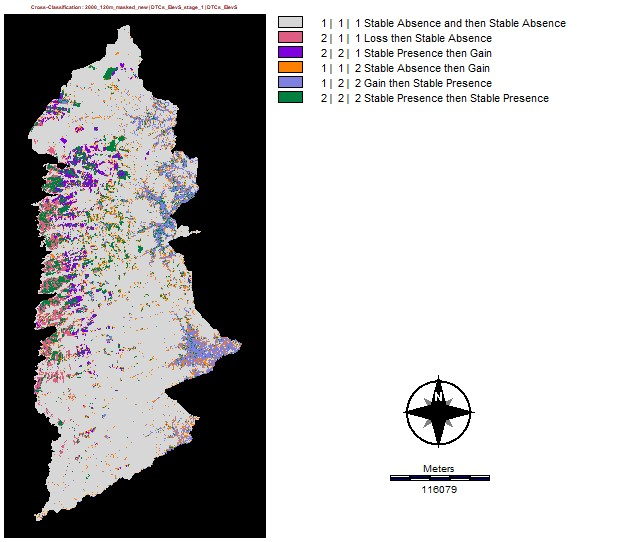 Cross-Classification: 2000_120m_masked_new|DTCs_ElevS_stage_1|DTCs_ElevS
1| 1| 1 Stable Absence and then Stable Absence
2| 1| 1 Loss then Stable Absence
2| 2| 1 Stable Presence then Gain
1| 1| 2 Stable Absence then Gain
1| 2| 2 Gain then Stable Presence
2| 2| 2 Stable Presence then Stable Presence
N
Meters
116079